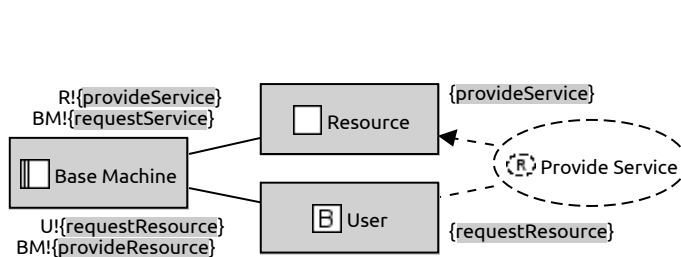 R!{provideService}
BM!{requestService}
Resource
{provideService}
Base Machine
R Provide Service
U!{requestResource}
BM!{provideResource}
B User
{requestResource}